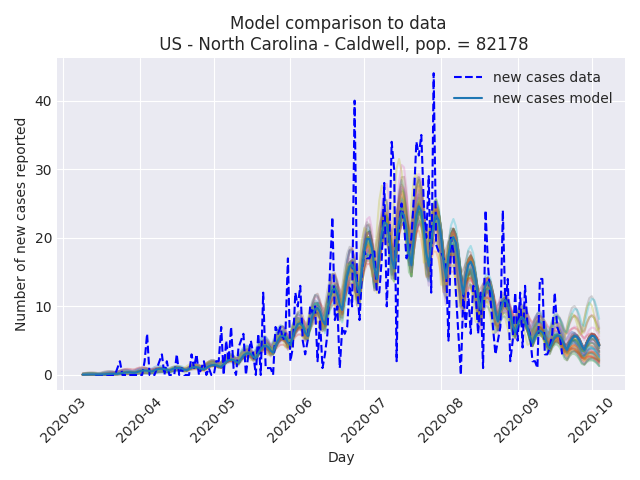 Model comparison to data
US - North Carolina - Caldwell, pop. = 82178
new cases data
new cases model
Number of new cases reported
40
30
20
10
0
2020-03
2020-04
2020-05
2020-06
2020-07
2020-08
2020-09
2020-10
Day